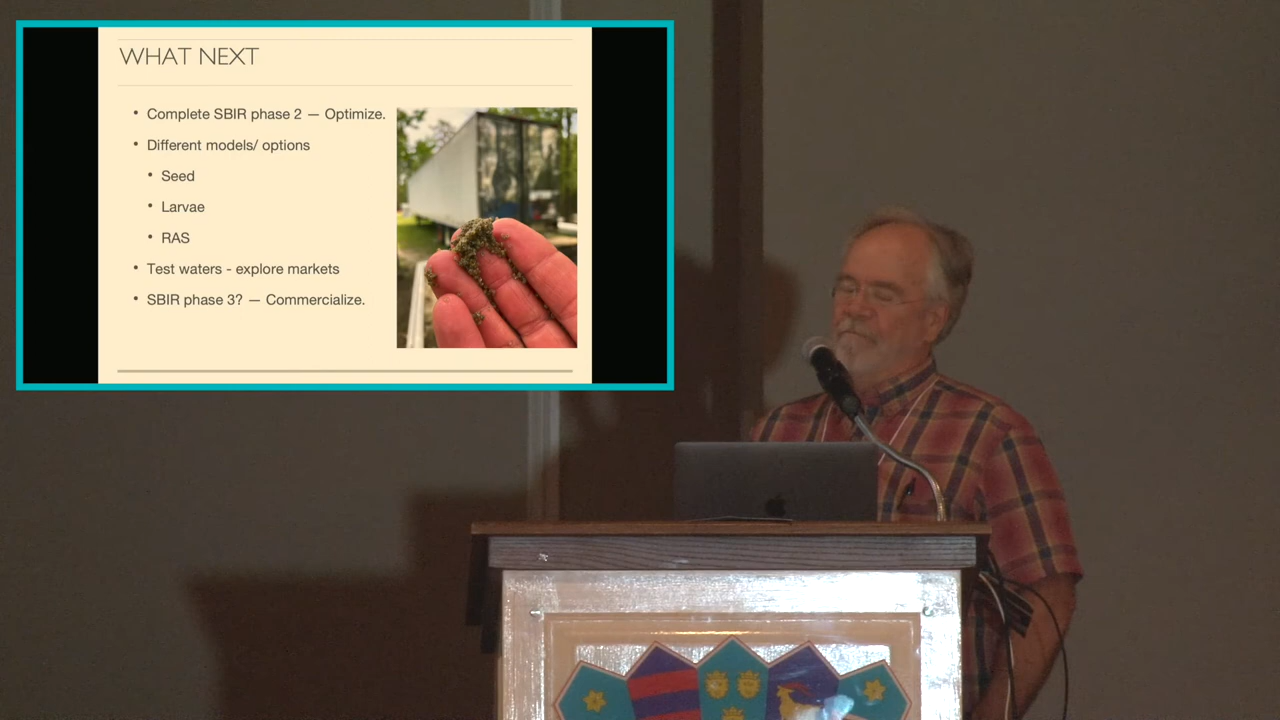 WHAT NEXT
• Complete SBIR phase 2 — Optimize.
• Different models/ options
• Seed
• Larvae
• RAS
• Test waters - explore markets
• SBIR phase 3? — Commercialize.